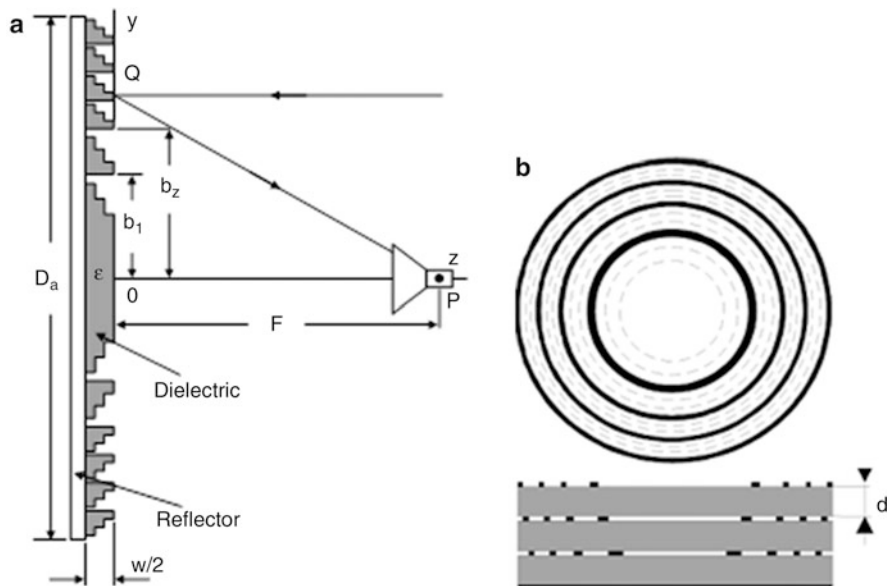 a
y
Q
b_z
b_1
ε
D_a
0
z
P
F
Dielectric
Reflector
w/2
b
d